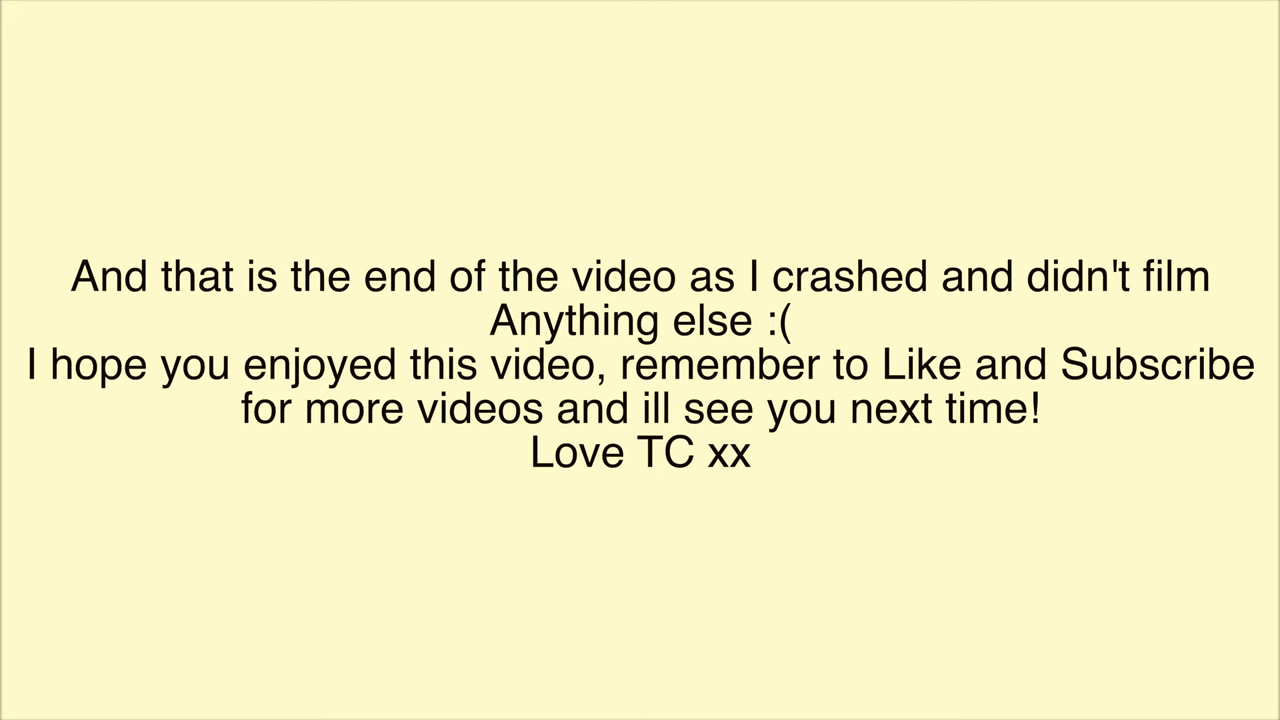 And that is the end of the video as I crashed and didn't film
Anything else :(
I hope you enjoyed this video, remember to Like and Subscribe
for more videos and ill see you next time!
Love TC xx